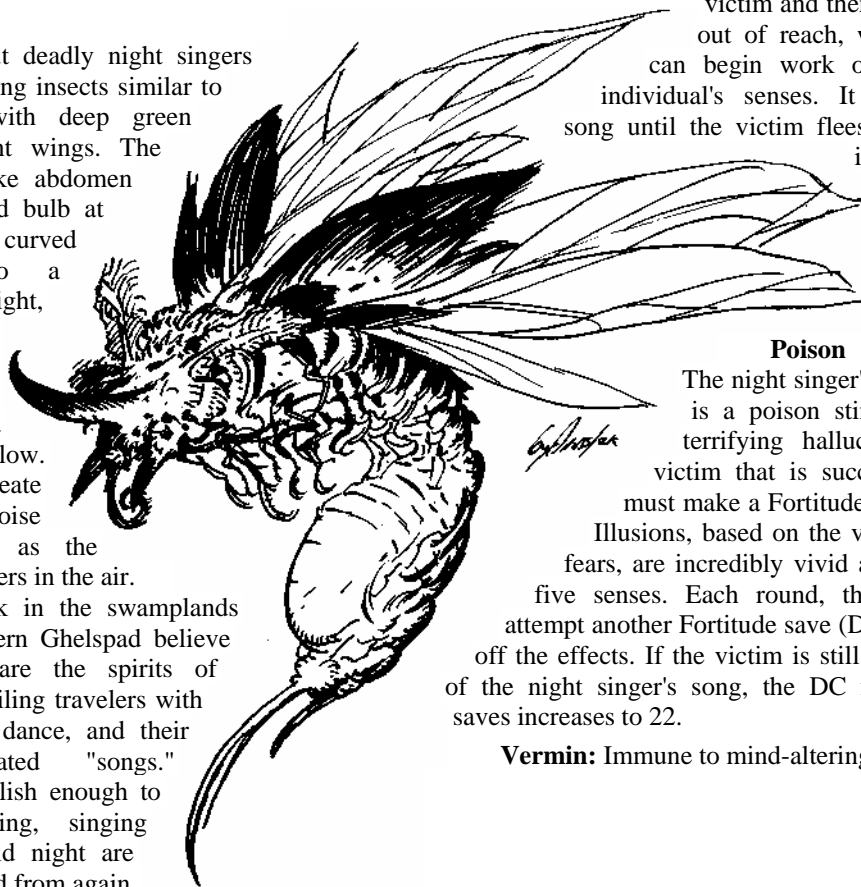 t deadly night singers
ng insects similar to
with deep green
nt wings. The
ke abdomen
d bulb at
curved
o a
ight,
low.
eate
oise
as the
ers in the air.
k in the swamplands
ern Ghelspad believe
are the spirits of
iling travelers with
dance, and their
ated "songs."
lish enough to
ing, singing
d night are
d from again
victim and the
out of reach, v
can begin work o
individual's senses. It
song until the victim flees
i
Poison
The night singer'
is a poison sti
terrifying halluc
victim that is succ
must make a Fortitude
Illusions, based on the v
fears, are incredibly vivid a
five senses. Each round, th
attempt another Fortitude save (D
off the effects. If the victim is still
of the night singer's song, the DC
saves increases to 22.
Vermin: Immune to mind-altering